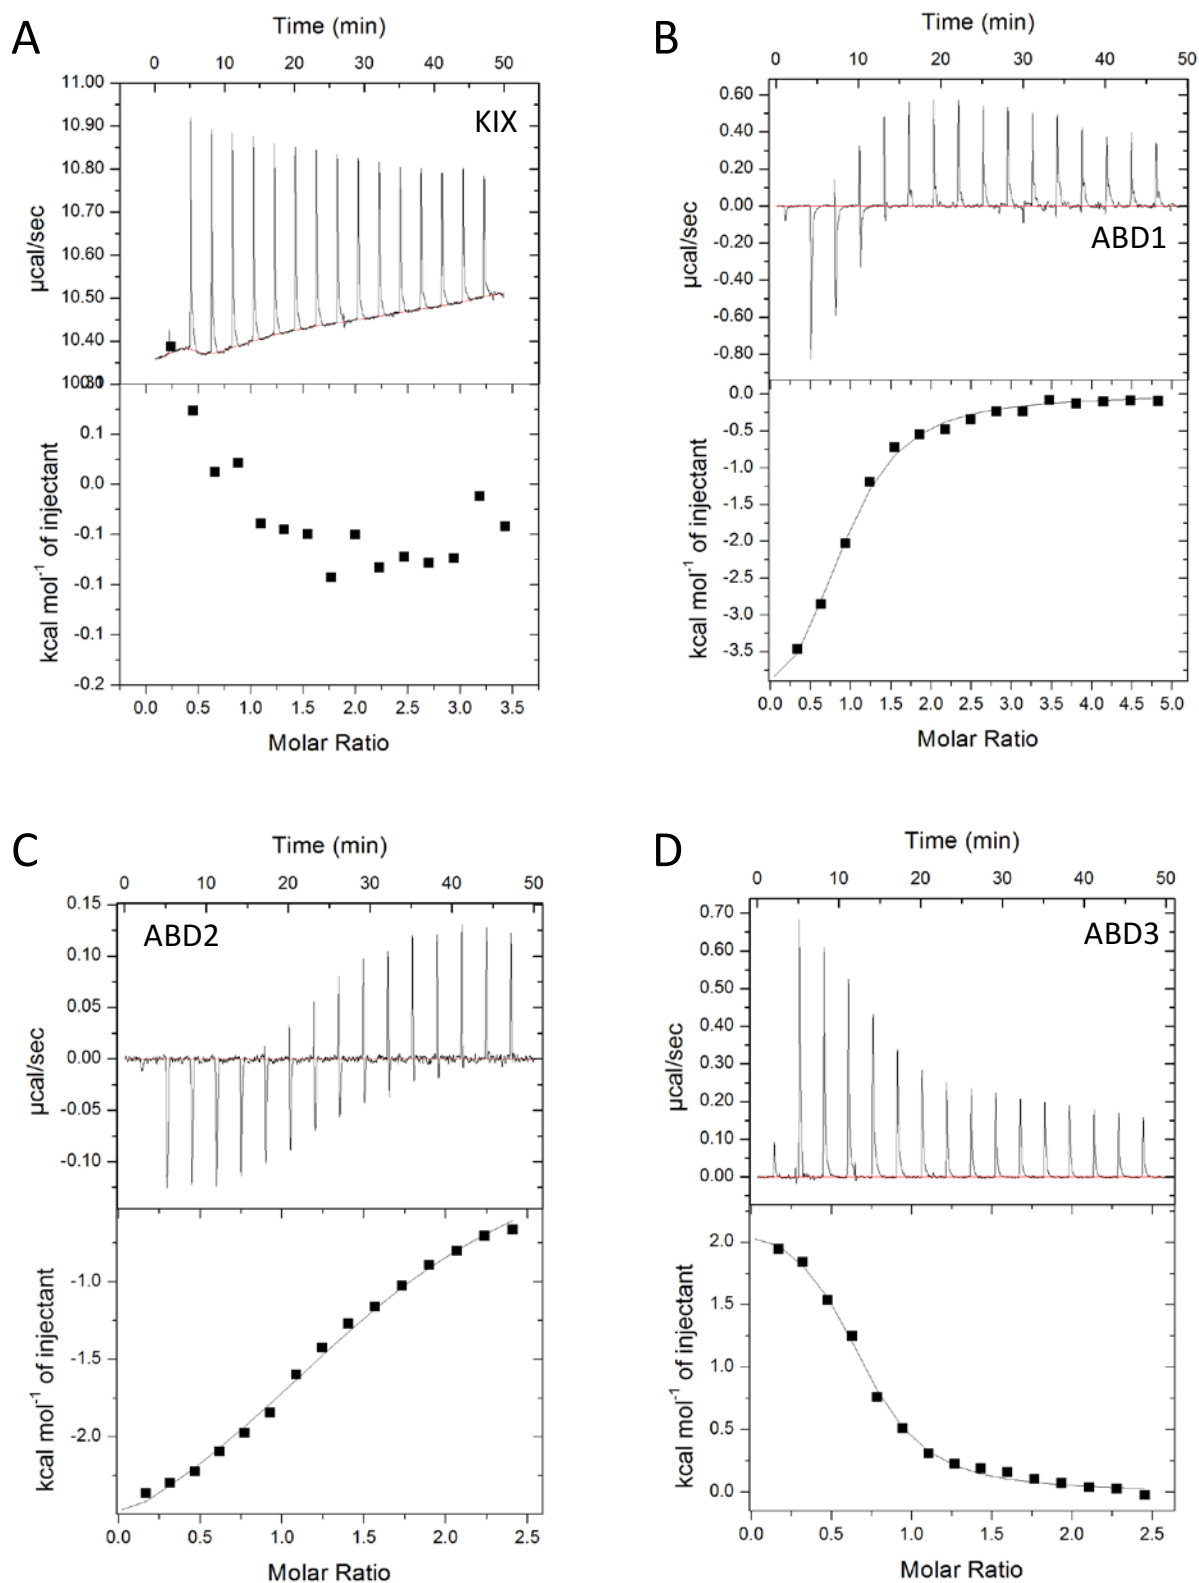 A
Time (min)
0 10 20 30 40 50
11.00
10.90
10.80
10.70
10.60
10.50
10.40
µcal/sec
KIX
0.1
0.0
-0.1
-0.1
-0.1
-0.2
kcal mol⁻¹ of injectant
0.0 0.5 1.0 1.5 2.0 2.5 3.0 3.5
Molar Ratio
B
Time (min)
0 10 20 30 40 50
0.60
0.40
0.20
0.00
-0.20
-0.40
-0.60
-0.80
µcal/sec
ABD1
0.0
-0.5
-1.0
-1.5
-2.0
-2.5
-3.0
-3.5
kcal mol⁻¹ of injectant
0.0 0.5 1.0 1.5 2.0 2.5 3.0 3.5 4.0 4.5 5.0
Molar Ratio
C
Time (min)
0 10 20 30 40 50
0.15
0.10
0.05
0.00
-0.05
-0.10
µcal/sec
ABD2
-1.0
-1.5
-2.0
kcal mol⁻¹ of injectant
0.0 0.5 1.0 1.5 2.0 2.5
Molar Ratio
D
Time (min)
0 10 20 30 40 50
0.70
0.60
0.50
0.40
0.30
0.20
0.10
0.00
µcal/sec
ABD3
2.0
1.5
1.0
0.5
0.0
kcal mol⁻¹ of injectant
0.0 0.5 1.0 1.5 2.0 2.5
Molar Ratio